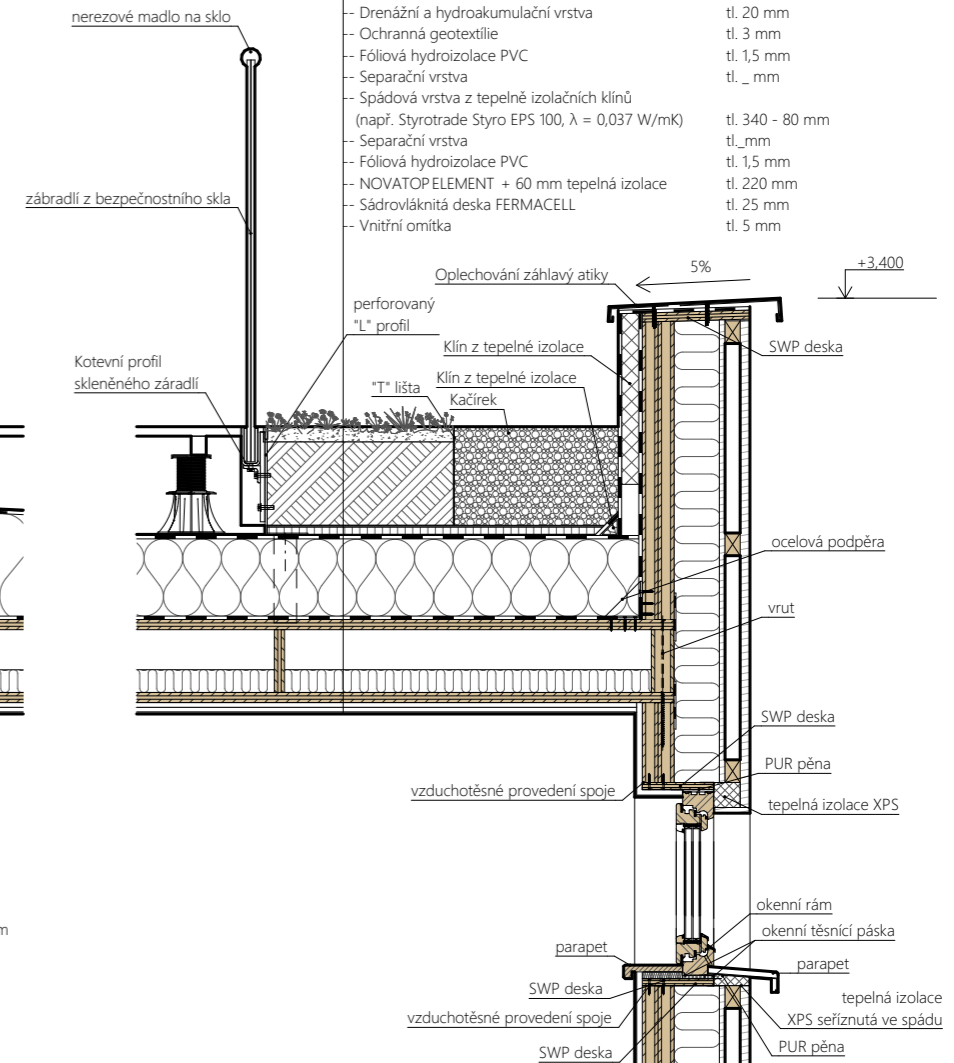 nerezové madlo na sklo
-- Drenážní a hydroakumulační vrstva tl. 20 mm
-- Ochranná geotextílie tl. 3 mm
-- Fóliová hydroizolace PVC tl. 1,5 mm
-- Separační vrstva tl. _ mm
-- Spádová vrstva z tepelně izolačních klínů
(např. Styrotrade Styro EPS 100, λ = 0,037 W/mK) tl. 340 - 80 mm
-- Separační vrstva tl._mm
-- Fóliová hydroizolace PVC tl. 1,5 mm
-- NOVATOP ELEMENT + 60 mm tepelná izolace tl. 220 mm
-- Sádrovláknitá deska FERMACELL tl. 25 mm
-- Vnitřní omítka tl. 5 mm
zábradlí z bezpečnostního skla
Oplechování záhlavý atiky
5%
+3,400
perforovaný
"L" profil
Klín z tepelné izolace
SWP deska
Kotevní profil
skleněného záradlí
"T" lišta
Klín z tepelné izolace
Kačírek
ocelová podpěra
vrut
SWP deska
PUR pěna
vzduchotěsné provedení spoje
tepelná izolace XPS
okenní rám
m
okenní těsnící páska
parapet
parapet
SWP deska
tepelná izolace
XPS seříznutá ve spádu
vzduchotěsné provedení spoje
PUR pěna
SWP deska